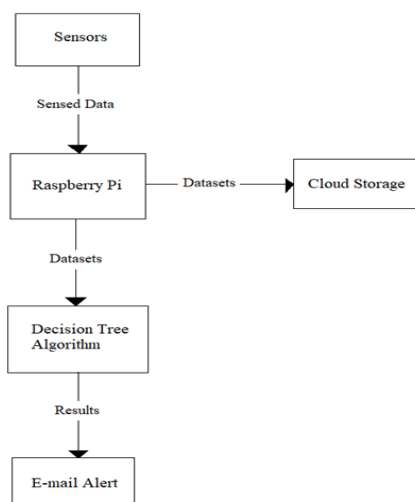 Sensors
Sensed Data
Raspberry Pi
Datasets
Cloud Storage
Datasets
Decision Tree
Algorithm
Results
E-mail Alert